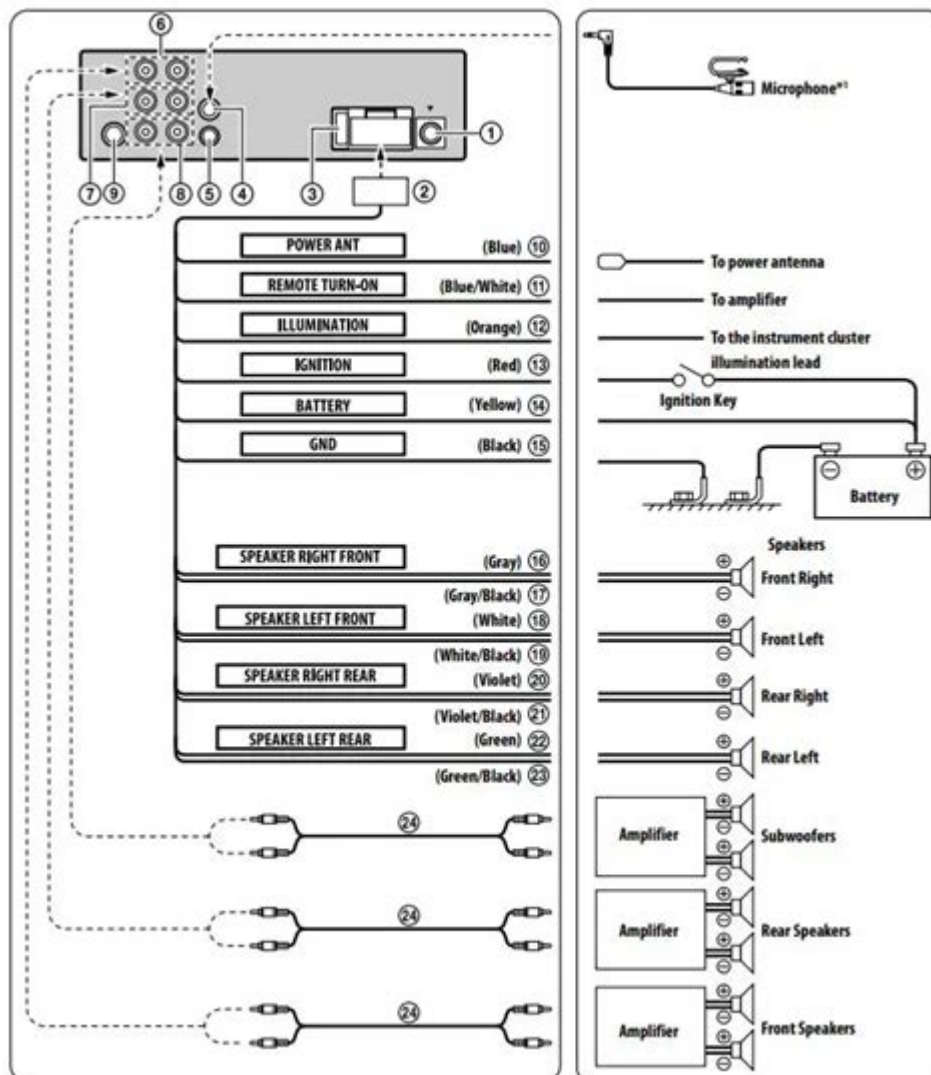 ⑥
⑦ ⑨ ⑧ ⑤ ④ ③ ② ①
Microphone*1
POWER ANT (Blue) ⑩
To power antenna
REMOTE TURN-ON (Blue/White) ⑪
To amplifier
ILLUMINATION (Orange) ⑫
To the instrument cluster
illumination lead
IGNITION (Red) ⑬
Ignition Key
BATTERY (Yellow) ⑭
GND (Black) ⑮
⊖ ⊕
Battery
Speakers
SPEAKER RIGHT FRONT (Gray) ⑯
⊕
Front Right
⊖
(Gray/Black) ⑰
SPEAKER LEFT FRONT (White) ⑱
⊕
Front Left
⊖
(White/Black) ⑲
SPEAKER RIGHT REAR (Violet) ⑳
⊕
Rear Right
⊖
(Violet/Black) ㉑
SPEAKER LEFT REAR (Green) ㉒
⊕
Rear Left
⊖
(Green/Black) ㉓
㉔
Amplifier
⊕
⊖
⊕
⊖
Subwoofers
㉔
Amplifier
⊕
⊖
⊕
⊖
Rear Speakers
㉔
Amplifier
⊕
⊖
⊕
⊖
Front Speakers